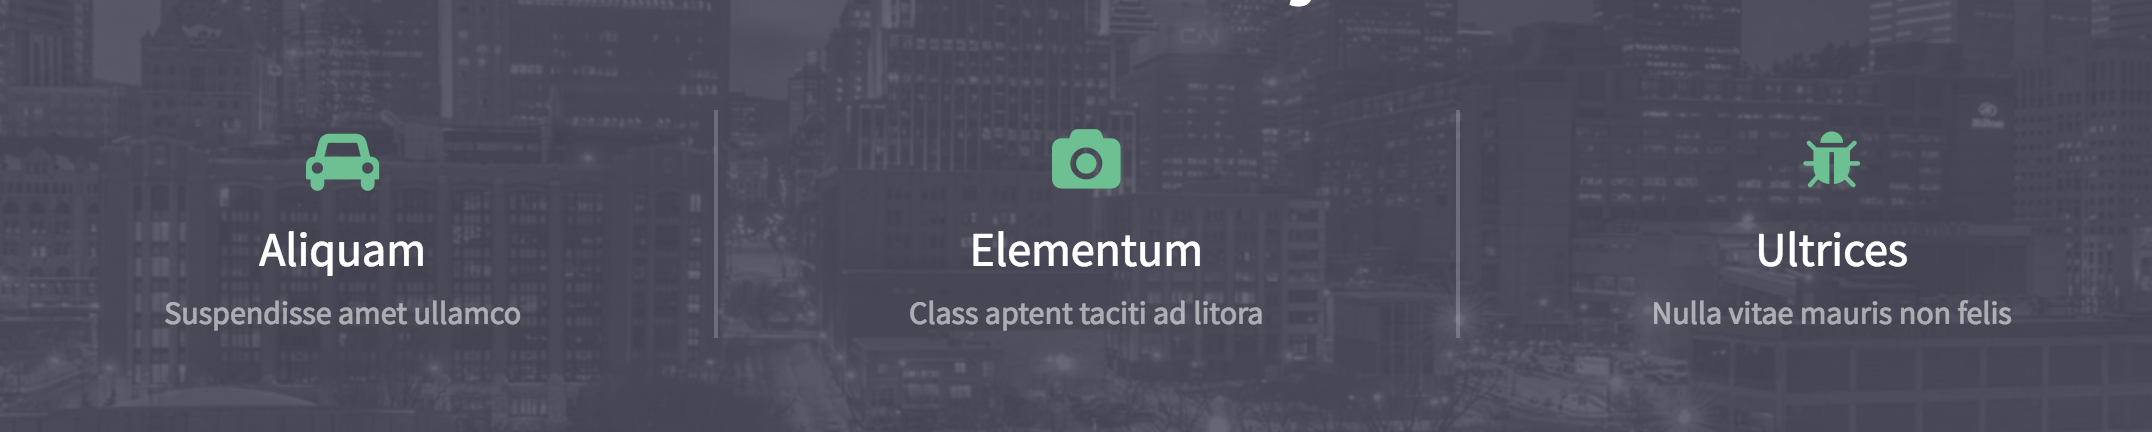 Aliquam
Elementum
Ultrices
Suspendisse amet ullamco
Class aptent taciti ad litora
Nulla vitae mauris non felis